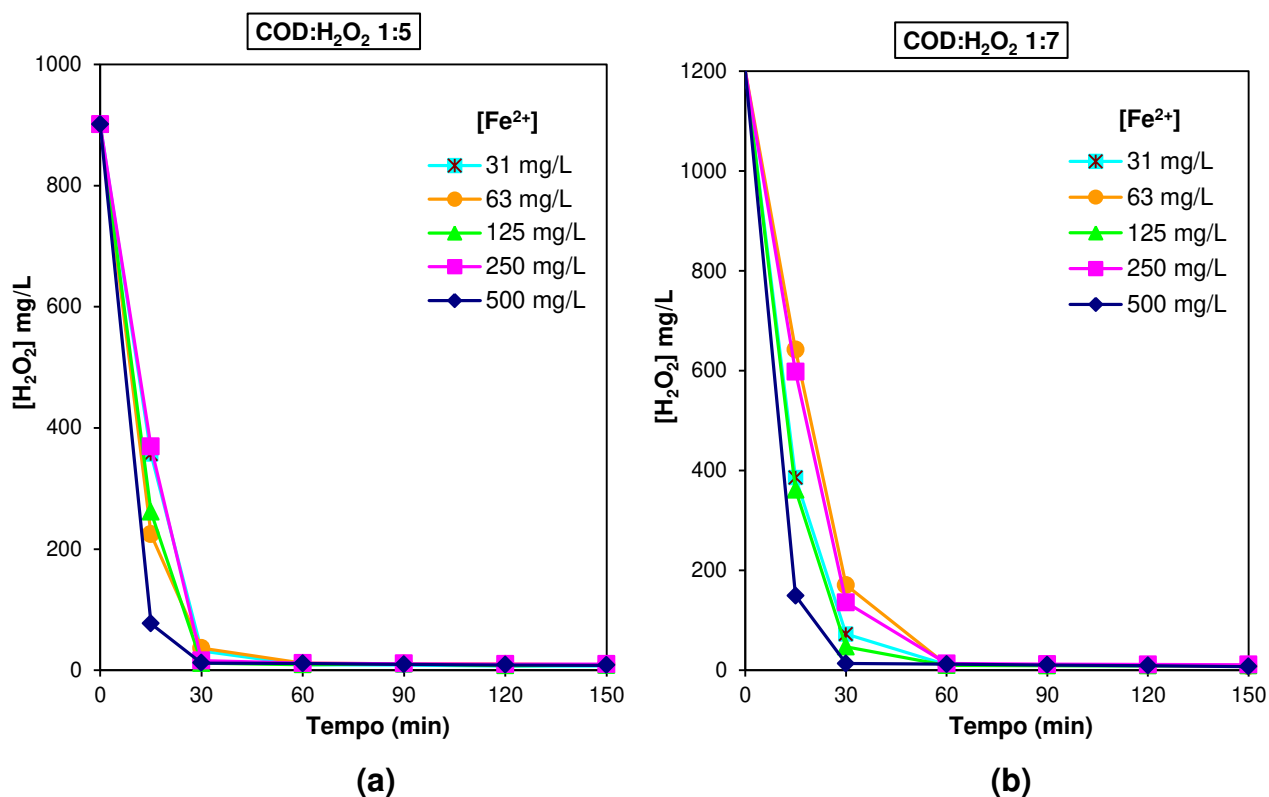 COD:H₂O₂ 1:5
1000
800
600
400
200
0
[H₂O₂] mg/L
[Fe²⁺]
31 mg/L
63 mg/L
125 mg/L
250 mg/L
500 mg/L
0 30 60 90 120 150
Tempo (min)
(a)
COD:H₂O₂ 1:7
1200
1000
800
600
400
200
0
[H₂O₂] mg/L
[Fe²⁺]
31 mg/L
63 mg/L
125 mg/L
250 mg/L
500 mg/L
0 30 60 90 120 150
Tempo (min)
(b)